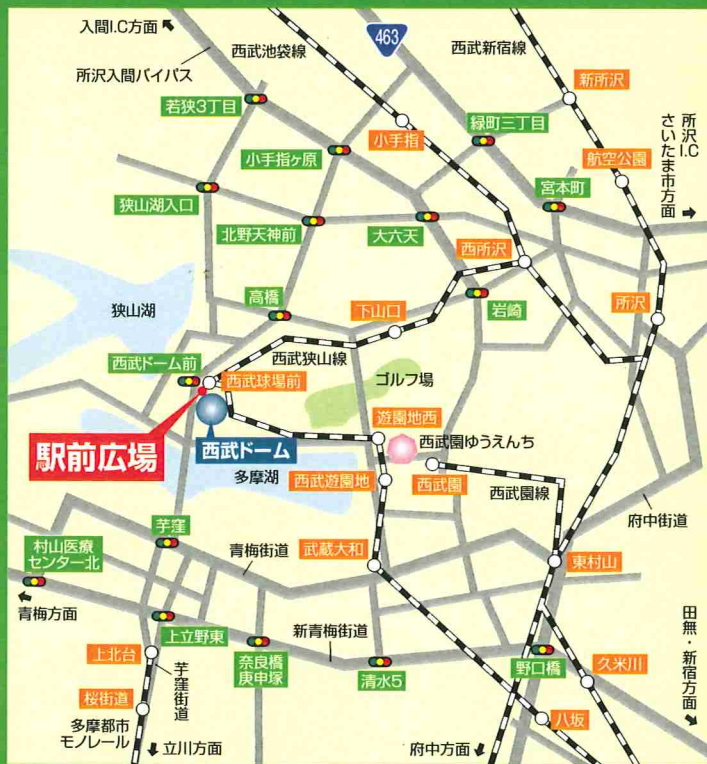 入間I.C方面
463
西武池袋線
西武新宿線
所沢入間バイパス
新所沢
若狭3丁目
小手指
緑町三丁目
所沢I.C
さいたま市方面
小手指ヶ原
航空公園
狭山湖入口
宮本町
北野天神前
大六天
西所沢
高橋
岩崎
狭山湖
下山口
所沢
西武ドーム前
西武狭山線
西武球場前
ゴルフ場
遊園地西
駅前広場
西武ドーム
西武園ゆうえんち
多摩湖
西武遊園地
西武園
西武園線
府中街道
芋窪
村山医療
センター北
青梅街道
武蔵大和
東村山
青梅方面
上立野東
新青梅街道
田無・新宿方面
上北台
芋窪街道
奈良橋
庚申塚
清水5
野口橋
久米川
桜街道
八坂
多摩都市
モノレール
立川方面
府中方面